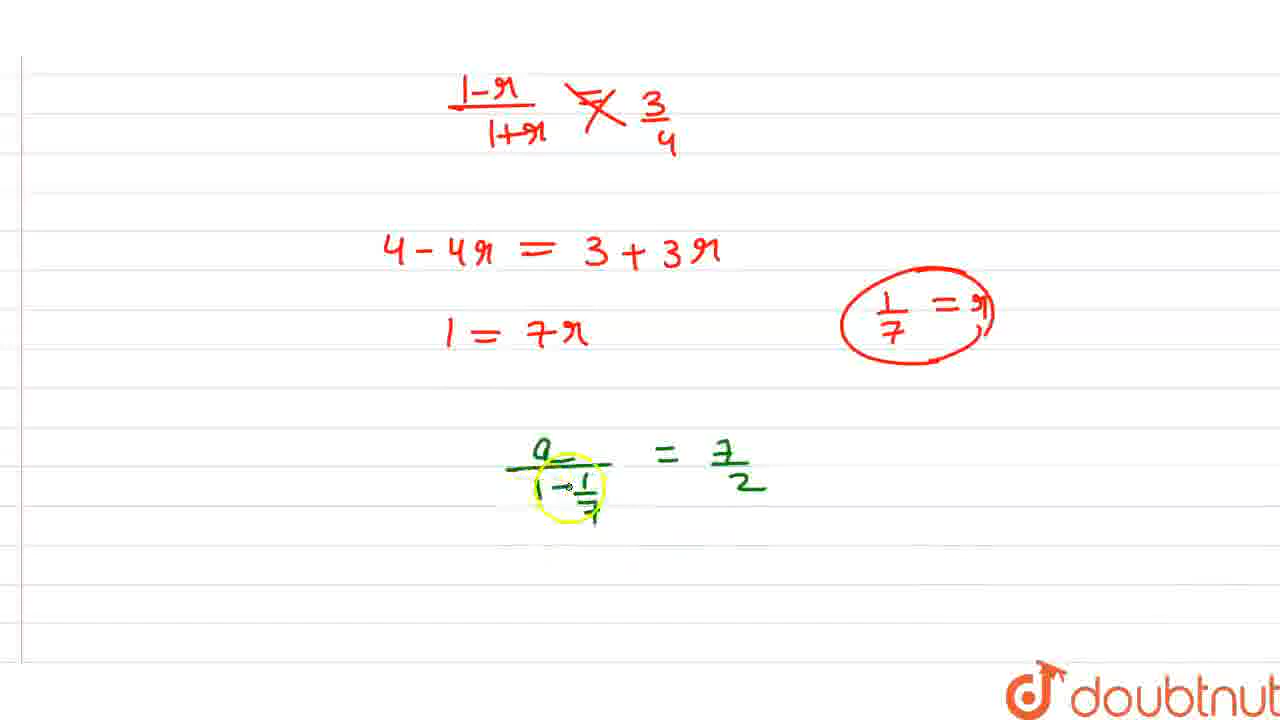 1-r/1+r = 3/4
4 - 4r = 3 + 3r
1/7 = r
1 = 7r
a/1-1/7 = 7/2
doubtnut